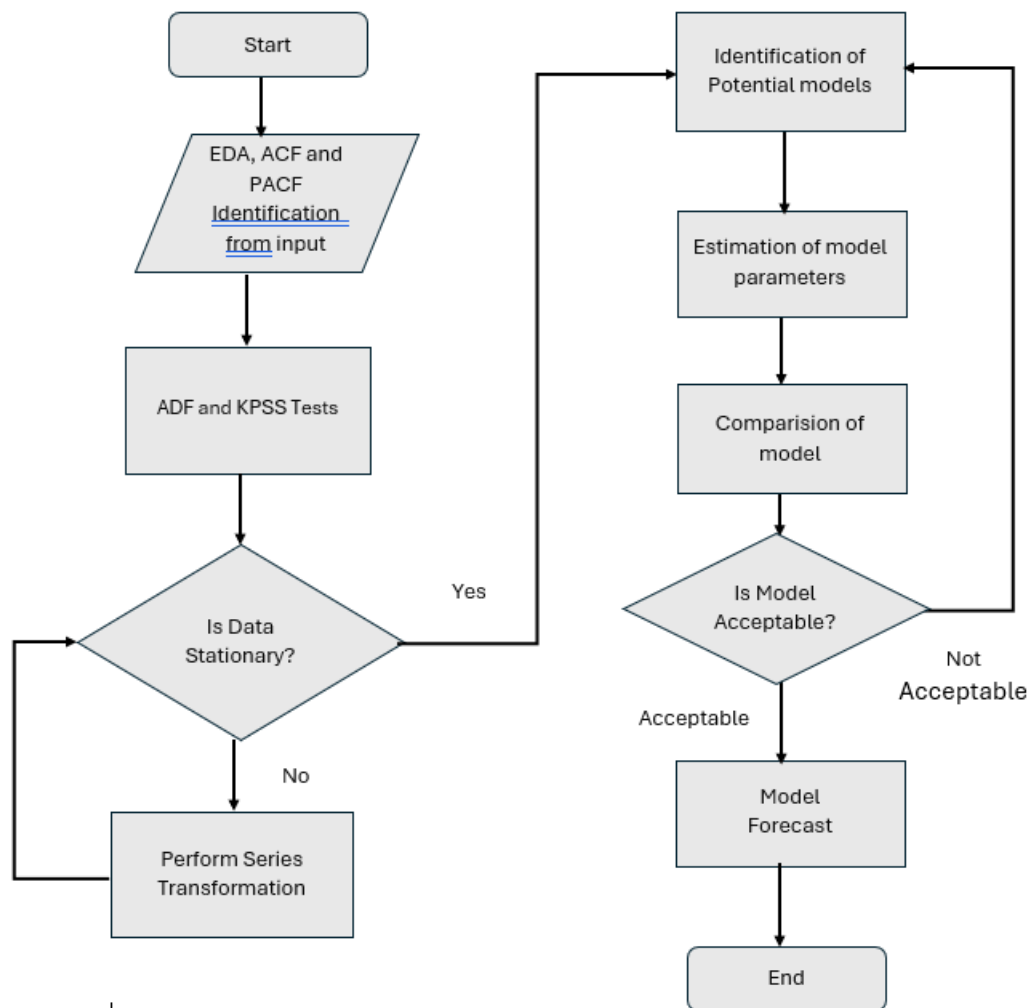 Start
EDA, ACF and
PACF
Identification
from input
ADF and KPSS Tests
Is Data
Stationary?
Yes
No
Perform Series
Transformation
Identification of
Potential models
Estimation of model
parameters
Comparision of
model
Is Model
Acceptable?
Not
Acceptable
Acceptable
Model
Forecast
End